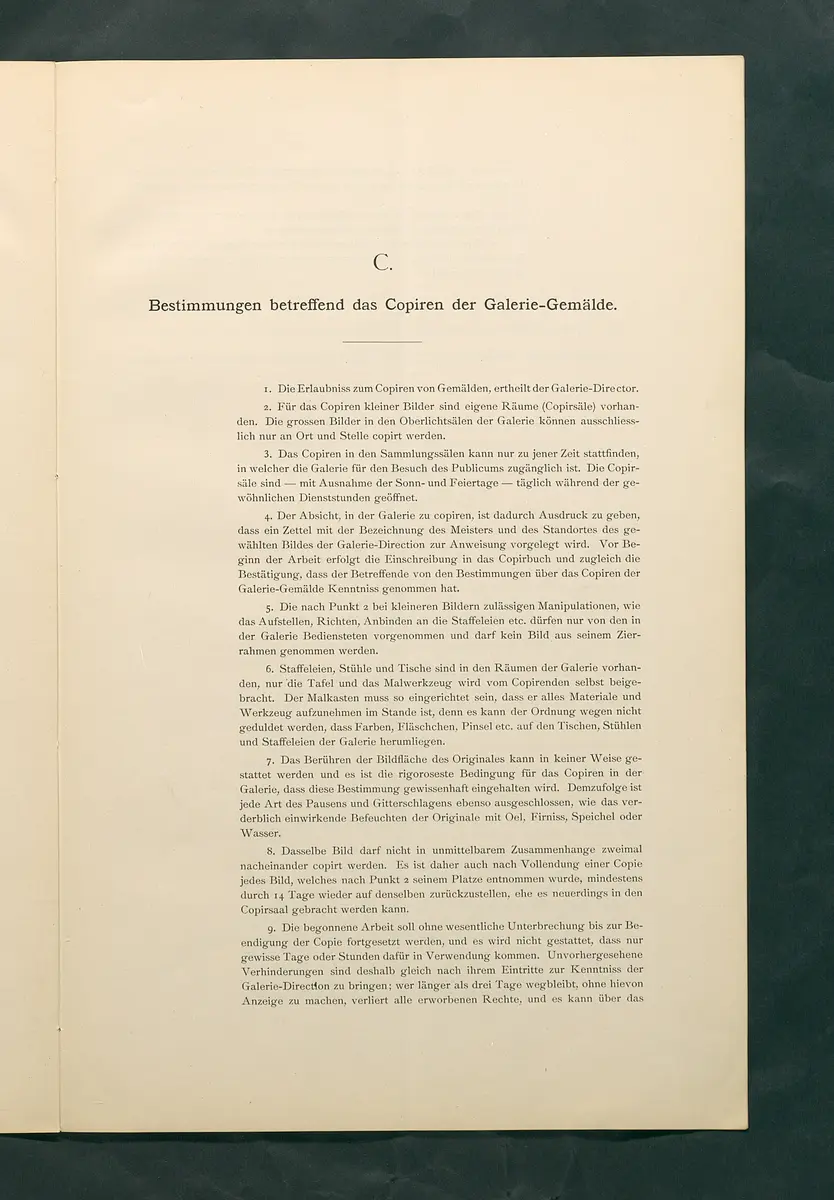 C.
Bestimmungen betreffend das Copiren der Galerie-Gemälde.
1. Die Erlaubniss zum Copiren von Gemälden, ertheilt der Galerie-Director.
2. Für das Copiren kleiner Bilder sind eigene Räume (Copirsäle) vorhan-
den. Die grossen Bilder in den Oberlichtsälen der Galerie können ausschliess-
lich nur an Ort und Stelle copirt werden.
3. Das Copiren in den Sammlungssälen kann nur zu jener Zeit stattfinden,
in welcher die Galerie für den Besuch des Publicums zugänglich ist. Die Copir-
säle sind — mit Ausnahme der Sonn- und Feiertage — täglich während der ge-
wöhnlichen Dienststunden geöffnet.
4. Der Absicht, in der Galerie zu copiren, ist dadurch Ausdruck zu geben,
dass ein Zettel mit der Bezeichnung des Meisters und des Standortes des ge-
wählten Bildes der Galerie-Direction zur Anweisung vorgelegt wird. Vor Be-
ginn der Arbeit erfolgt die Einschreibung in das Copirbuch und zugleich die
Bestätigung, dass der Betreffende von den Bestimmungen über das Copiren der
Galerie-Gemälde Kenntniss genommen hat.
5. Die nach Punkt 2 bei kleineren Bildern zulässigen Manipulationen, wie
das Aufstellen, Richten, Anbinden an die Staffeleien etc. dürfen nur von den in
der Galerie Bediensteten vorgenommen und darf kein Bild aus seinem Zier-
rahmen genommen werden.
6. Staffeleien, Stühle und Tische sind in den Räumen der Galerie vorhan-
den, nur die Tafel und das Malwerkzeug wird vom Copirenden selbst beige-
bracht. Der Malkasten muss so eingerichtet sein, dass er alles Materiale und
Werkzeug aufzunehmen im Stande ist, denn es kann der Ordnung wegen nicht
geduldet werden, dass Farben, Fläschchen, Pinsel etc. auf den Tischen, Stühlen
und Staffeleien der Galerie herumliegen.
7. Das Berühren der Bildfläche des Originales kann in keiner Weise ge-
stattet werden und es ist die rigoroseste Bedingung für das Copiren in der
Galerie, dass diese Bestimmung gewissenhaft eingehalten wird. Demzufolge ist
jede Art des Pausens und Gitterschlagens ebenso ausgeschlossen, wie das ver-
derblich einwirkende Befeuchten der Originale mit Oel, Firniss, Speichel oder
Wasser.
8. Dasselbe Bild darf nicht in unmittelbarem Zusammenhange zweimal
nacheinander copirt werden. Es ist daher auch nach Vollendung einer Copie
jedes Bild, welches nach Punkt 2 seinem Platze entnommen wurde, mindestens
durch 14 Tage wieder auf denselben zurückzustellen, ehe es neuerdings in den
Copirsaal gebracht werden kann.
9. Die begonnene Arbeit soll ohne wesentliche Unterbrechung bis zur Be-
endigung der Copie fortgesetzt werden, und es wird nicht gestattet, dass nur
gewisse Tage oder Stunden dafür in Verwendung kommen. Unvorhergesehene
Verhinderungen sind deshalb gleich nach ihrem Eintritte zur Kenntniss der
Galerie-Direction zu bringen; wer länger als drei Tage wegbleibt, ohne hievon
Anzeige zu machen, verliert alle erworbenen Rechte, und es kann über das